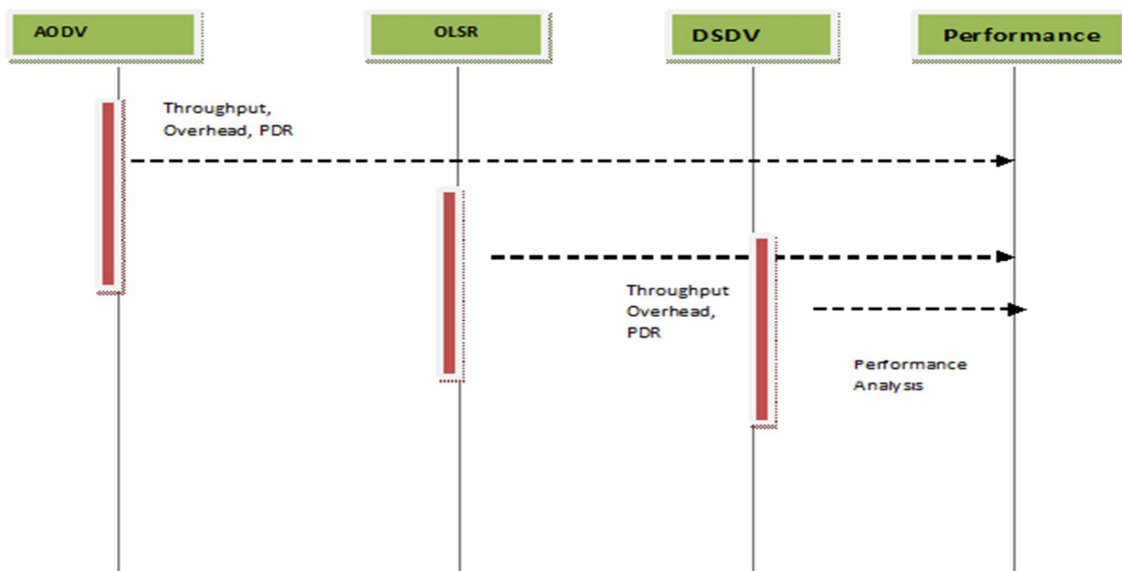 AODV
OLSR
DSDV
Performance
Throughput,
Overhead, PDR
Throughput
Overhead,
PDR
Performance
Analysis